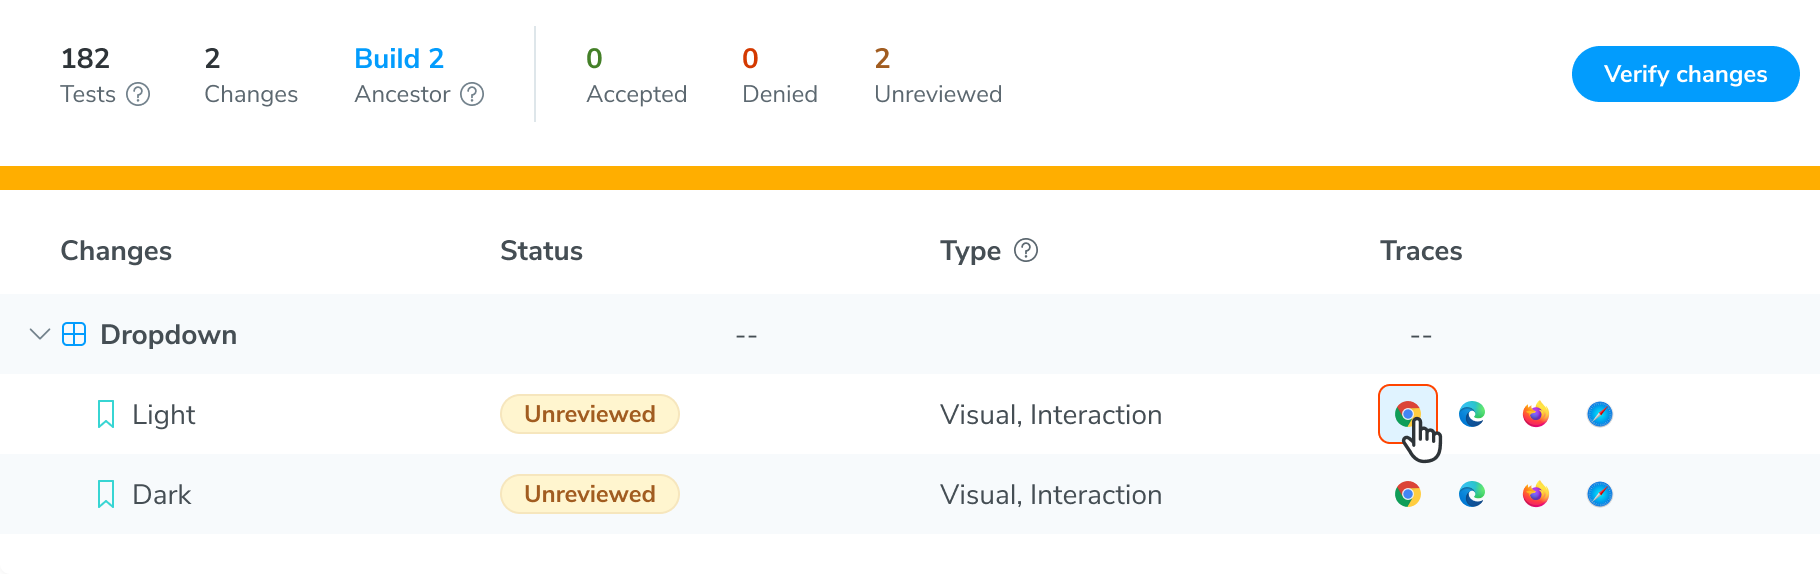 182 2 Build 2 0 0 2
Tests ? Changes Ancestor ? Accepted Denied Unreviewed
Verify changes
Changes Status Type ? Traces
Dropdown -- --
Light Unreviewed Visual, Interaction
Dark Unreviewed Visual, Interaction